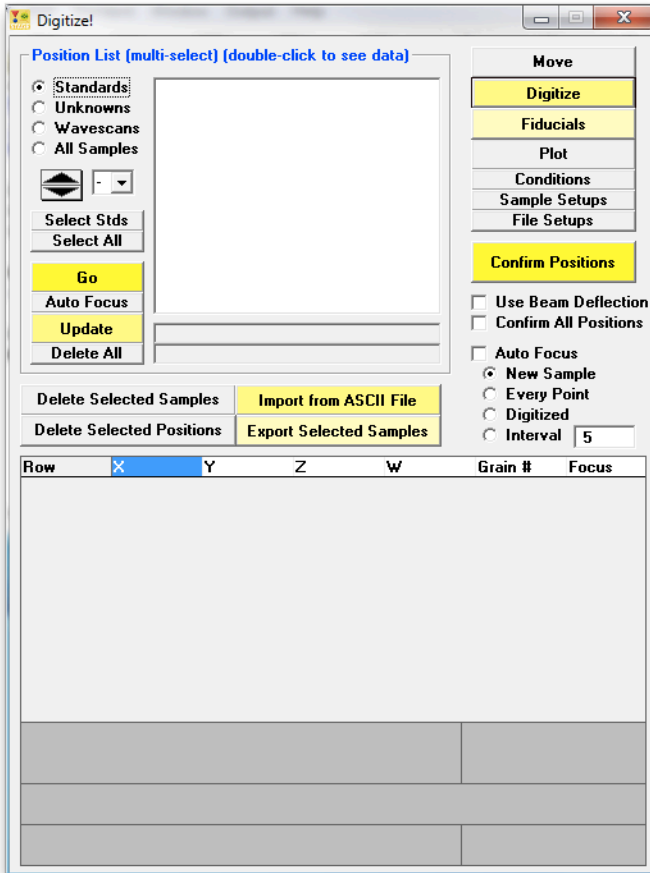 Digitize!
Position List (multi-select) (double-click to see data)
Standards
Unknowns
Wavescans
All Samples
-
Select Stds
Select All
Go
Auto Focus
Update
Delete All
Move
Digitize
Fiducials
Plot
Conditions
Sample Setups
File Setups
Confirm Positions
Use Beam Deflection
Confirm All Positions
Auto Focus
New Sample
Every Point
Digitized
Interval 5
Delete Selected Samples Import from ASCII File
Delete Selected Positions Export Selected Samples
Row X Y Z W Grain # Focus